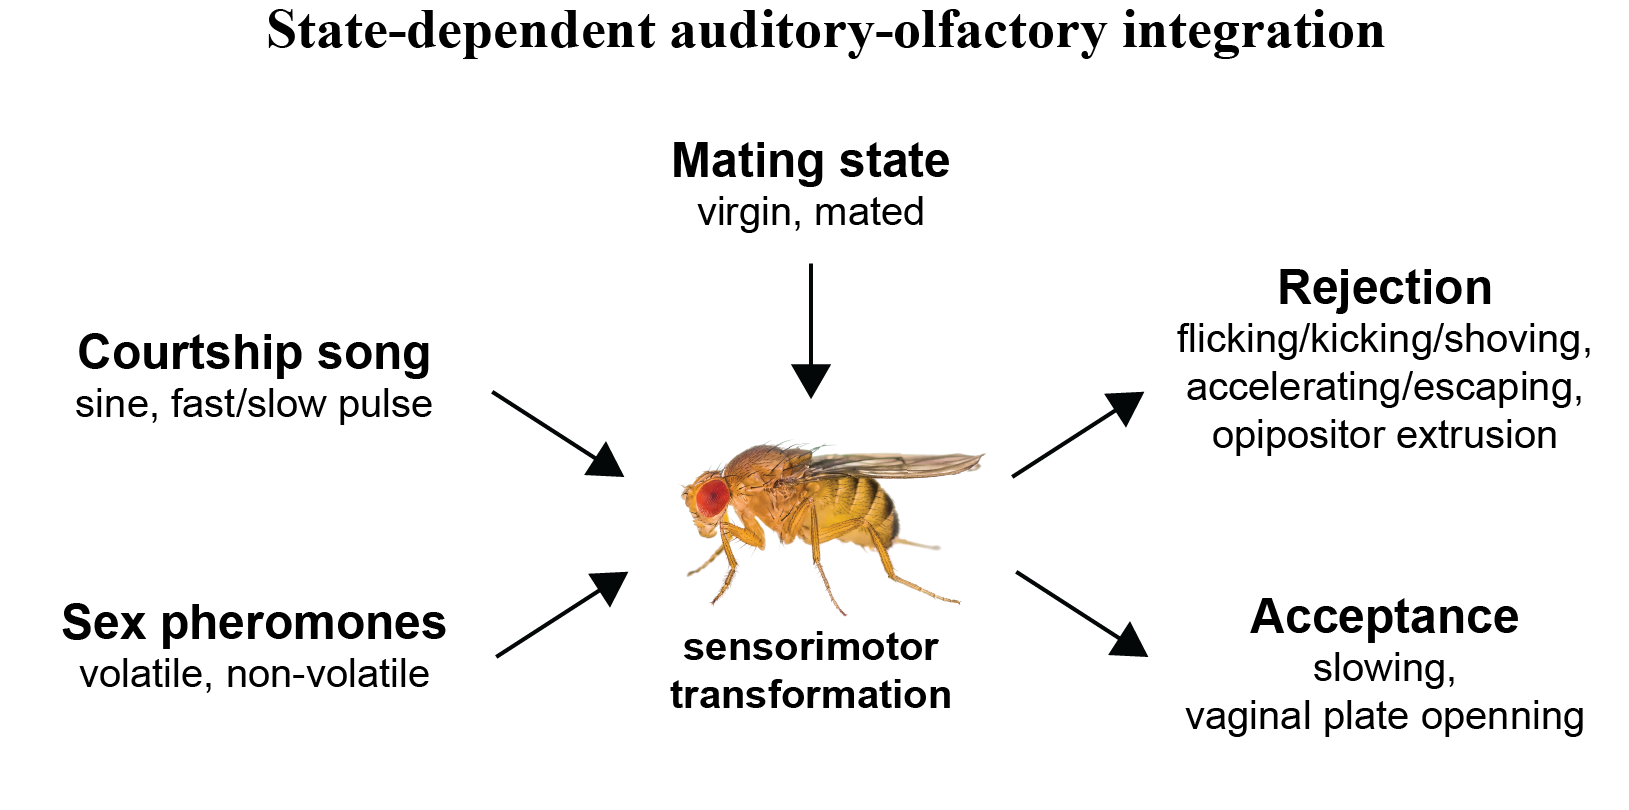 State-dependent auditory-olfactory integration
Mating state
virgin, mated
Courtship song
sine, fast/slow pulse
Sex pheromones
volatile, non-volatile
sensorimotor
transformation
Rejection
flicking/kicking/shoving,
accelerating/escaping,
opipositor extrusion
Acceptance
slowing,
vaginal plate openning